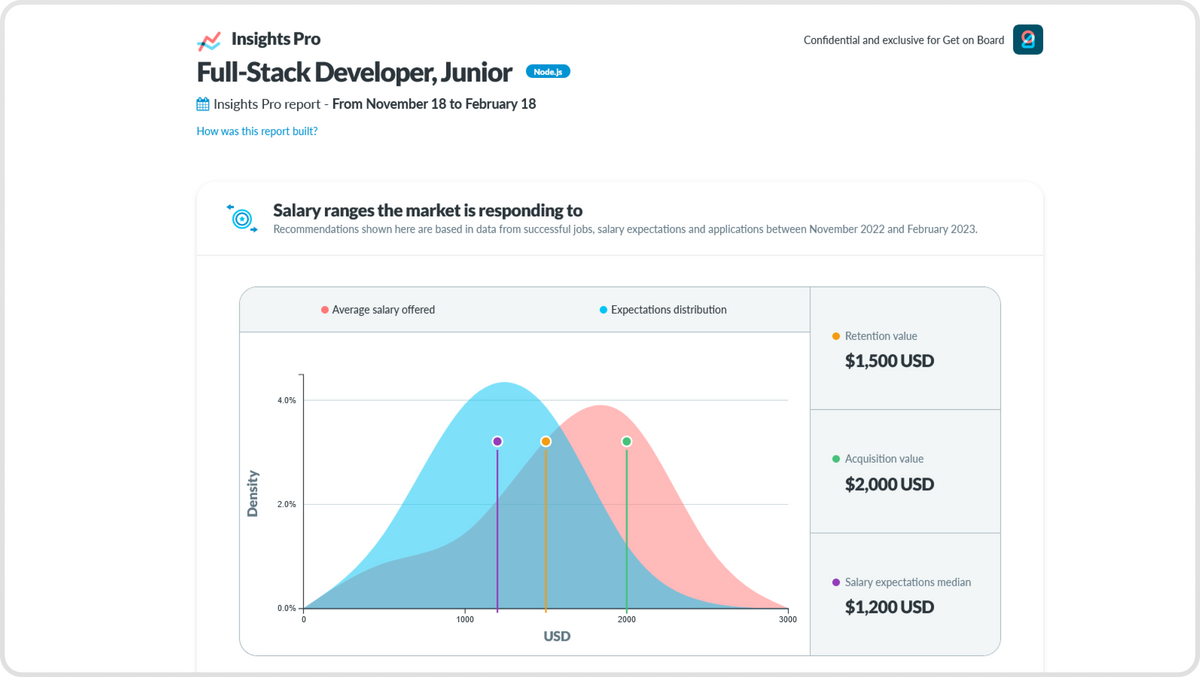 Insights Pro
Confidential and exclusive for Get on Board
Full-Stack Developer, Junior Node.js
Insights Pro report - From November 18 to February 18
How was this report built?
Salary ranges the market is responding to
Recommendations shown here are based in data from successful jobs, salary expectations and applications between November 2022 and February 2023.
Average salary offered
Expectations distribution
4.0%
2.0%
0.0%
Density
0
1000
2000
3000
USD
Retention value
$1,500 USD
Acquisition value
$2,000 USD
Salary expectations median
$1,200 USD